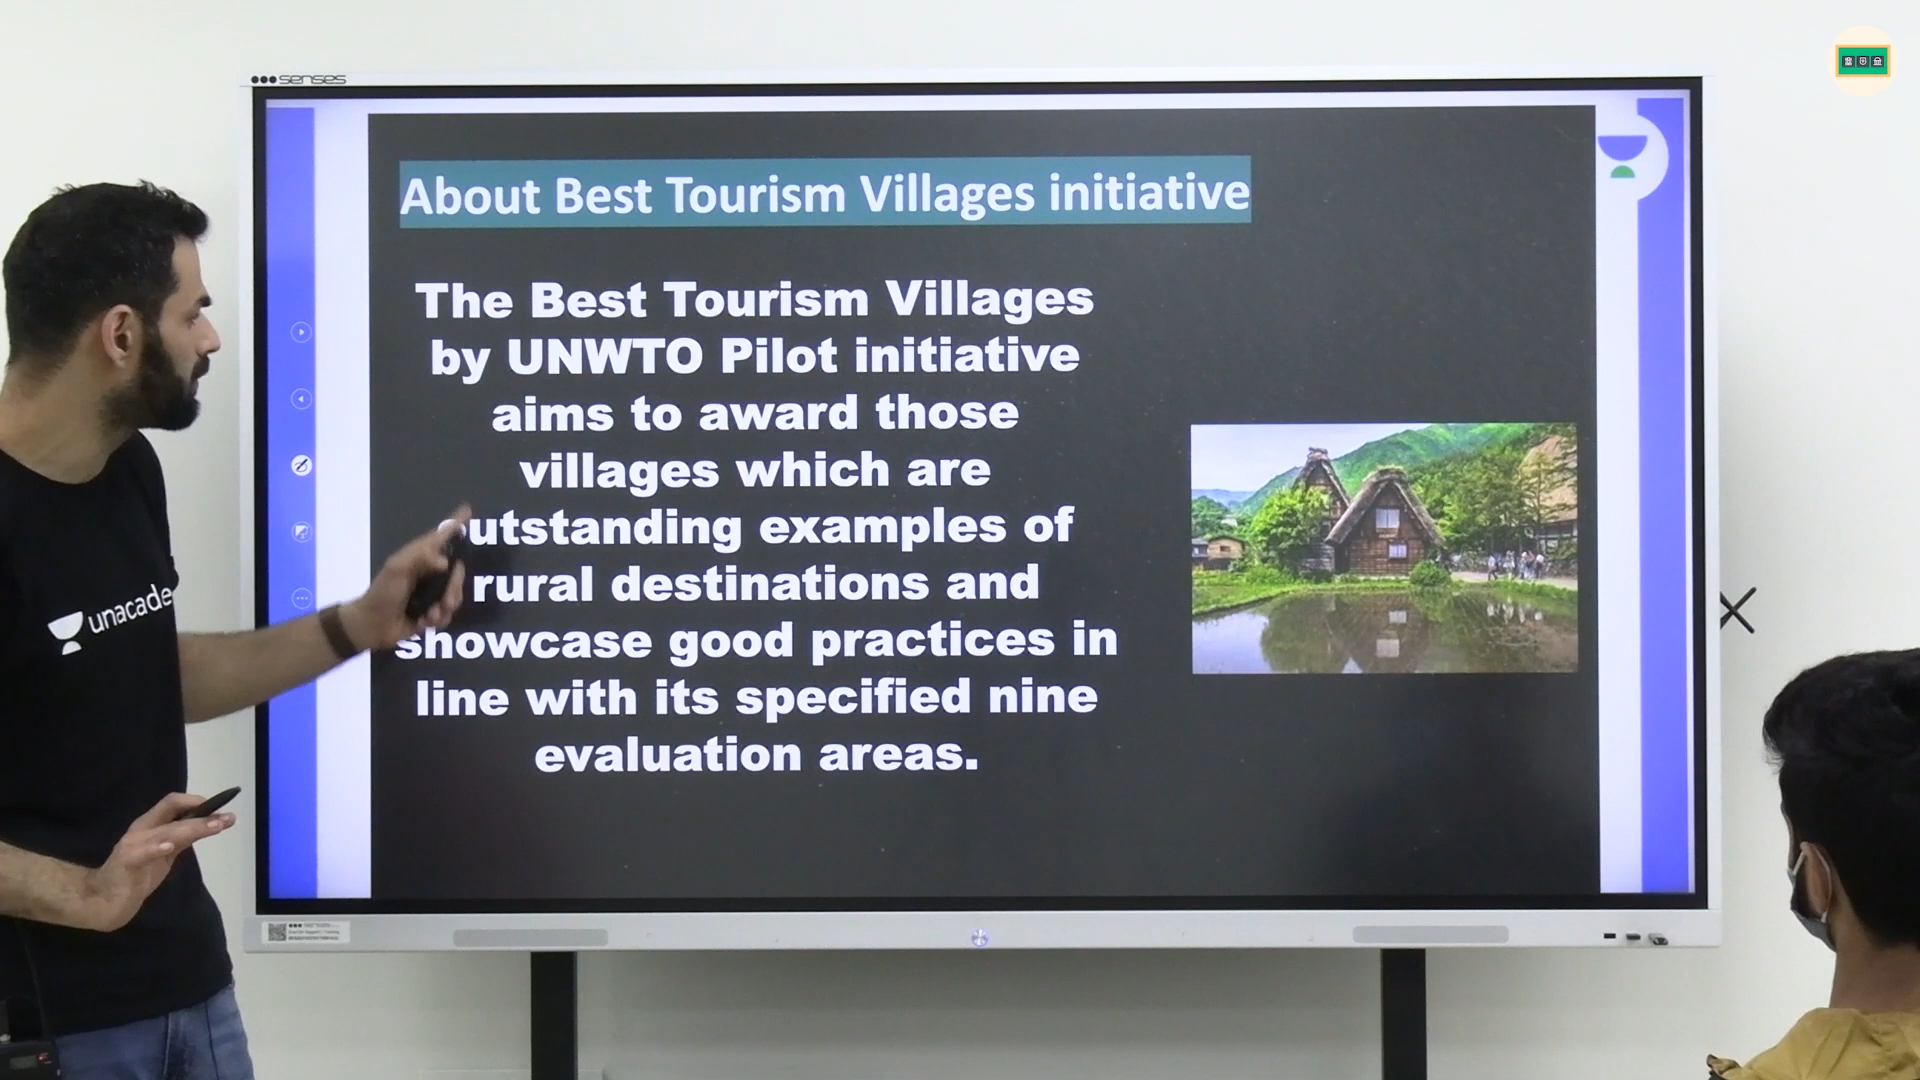 senses
About Best Tourism Villages initiative
The Best Tourism Villages
by UNWTO Pilot initiative
aims to award those
villages which are
outstanding examples of
rural destinations and
showcase good practices in
line with its specified nine
evaluation areas.
unacade